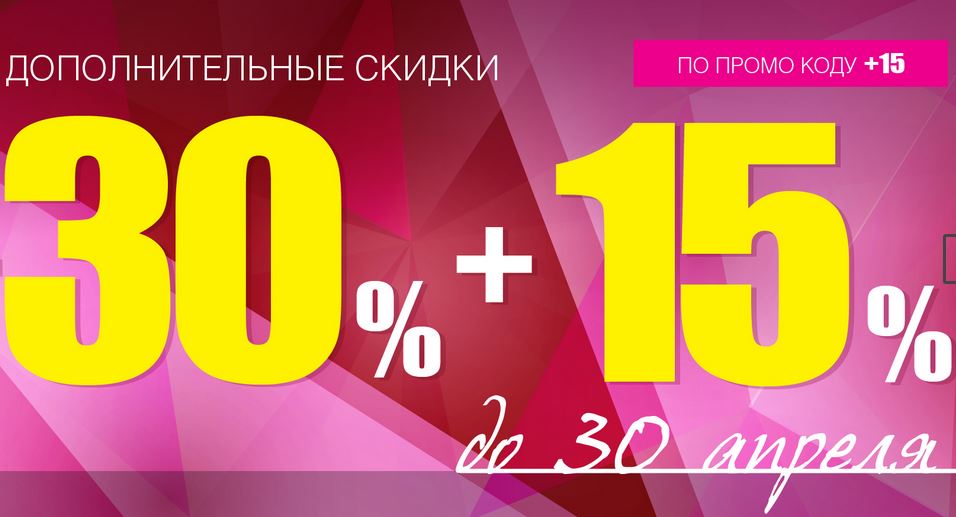 ДОПОЛНИТЕЛЬНЫЕ СКИДКИ
ПО ПРОМО КОДУ +15
30% + 15%
до 30 апреля